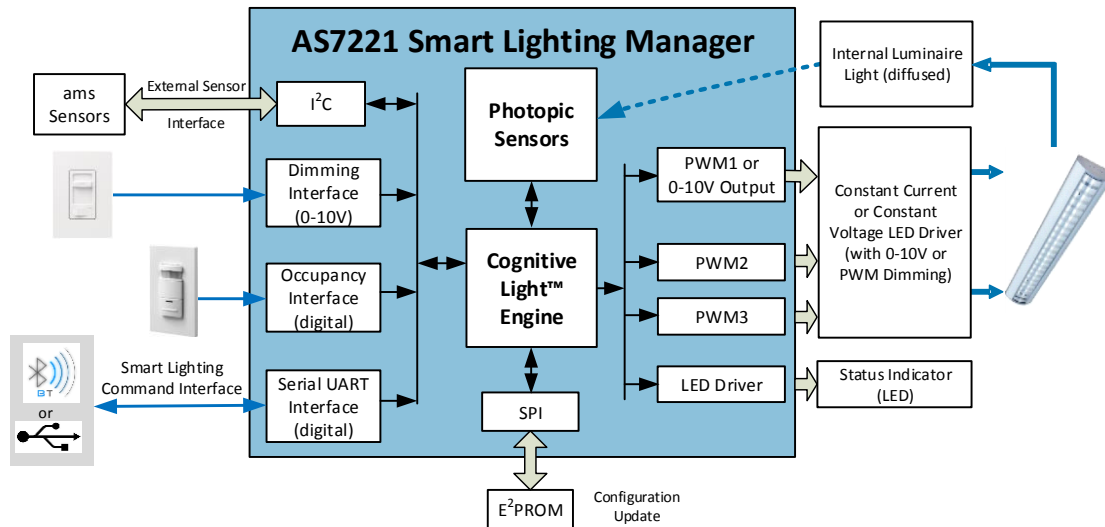 AS7221 Smart Lighting Manager
ams
Sensors
External Sensor
Interface
I²C
Dimming
Interface
(0-10V)
Occupancy
Interface
(digital)
BT
or
Smart Lighting
Command Interface
Serial UART
Interface
(digital)
Photopic
Sensors
Cognitive
Light™
Engine
SPI
E²PROM
Configuration
Update
PWM1 or
0-10V Output
PWM2
PWM3
LED Driver
Internal Luminaire
Light (diffused)
Constant Current
or Constant
Voltage LED Driver
(with 0-10V or
PWM Dimming)
Status Indicator
(LED)